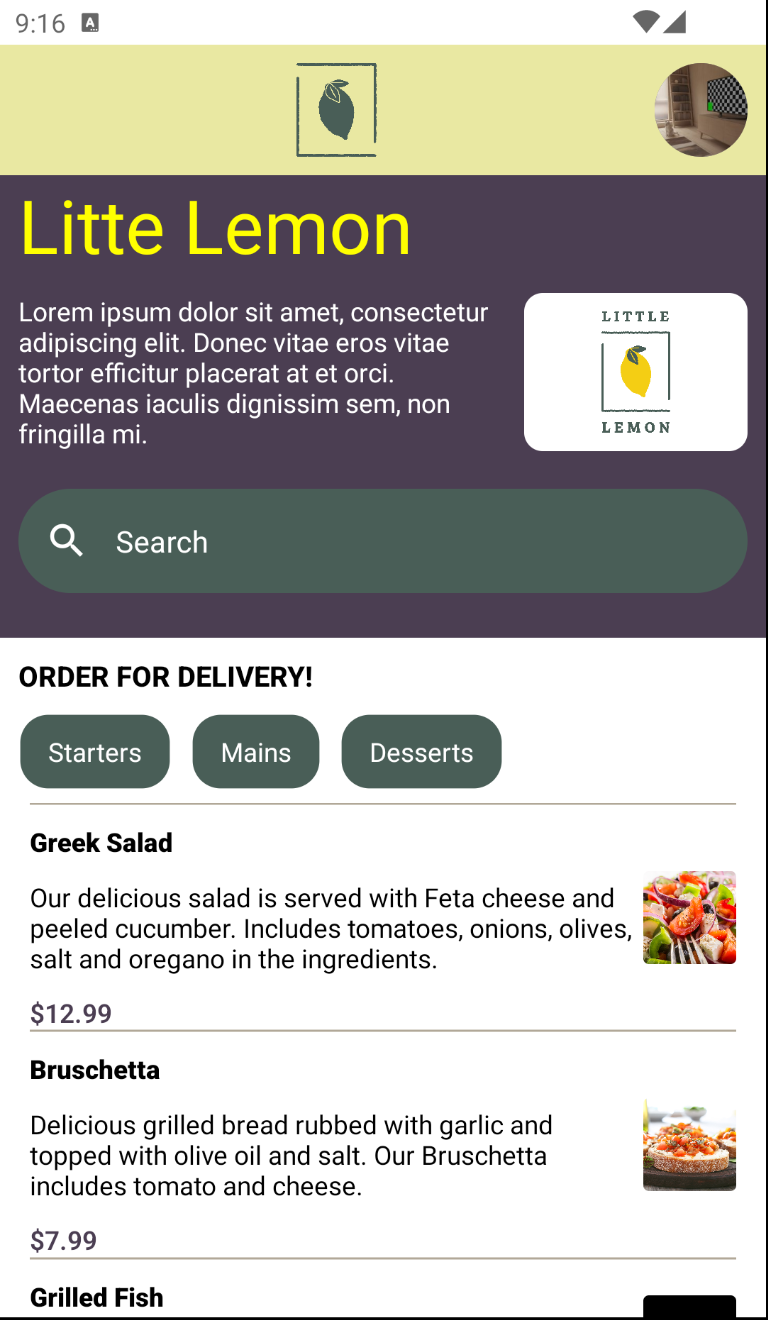 9:16 A
Litte Lemon
Lorem ipsum dolor sit amet, consectetur
adipiscing elit. Donec vitae eros vitae
tortor efficitur placerat at et orci.
Maecenas iaculis dignissim sem, non
fringilla mi.
LITTLE
LEMON
Search
ORDER FOR DELIVERY!
Starters Mains Desserts
Greek Salad
Our delicious salad is served with Feta cheese and
peeled cucumber. Includes tomatoes, onions, olives,
salt and oregano in the ingredients.
$12.99
Bruschetta
Delicious grilled bread rubbed with garlic and
topped with olive oil and salt. Our Bruschetta
includes tomato and cheese.
$7.99
Grilled Fish